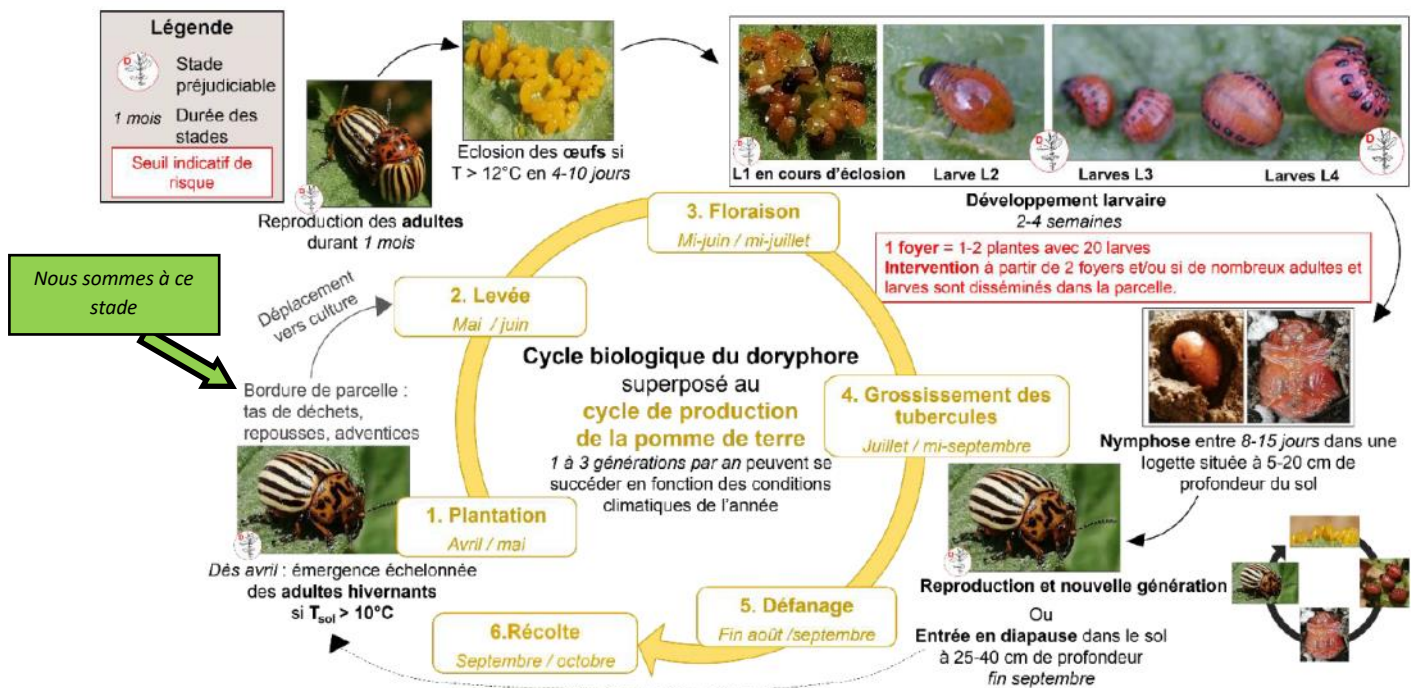 Légende
D
Stade
préjudiciable
1 mois
Durée des
stades
Seuil indicatif de
risque
Reproduction des adultes
durant 1 mois
Eclosion des œufs si
T > 12°C en 4-10 jours
L1 en cours d'éclosion
Larve L2
Larves L3
Larves L4
D
D
D
Développement larvaire
2-4 semaines
1 foyer = 1-2 plantes avec 20 larves
Intervention à partir de 2 foyers et/ou si de nombreux adultes et
larves sont disséminés dans la parcelle.
Nous sommes à ce
stade
Déplacement
vers culture
Bordure de parcelle :
tas de déchets,
repousses, adventices
Dès avril : émergence échelonnée
des adultes hivernants
si Tsol > 10°C
1. Plantation
Avril / mai
2. Levée
Mai / juin
3. Floraison
Mi-juin / mi-juillet
4. Grossissement des
tubercules
Juillet / mi-septembre
5. Défanage
Fin août /septembre
6.Récolte
Septembre / octobre
Cycle biologique du doryphore
superposé au
cycle de production
de la pomme de terre
1 à 3 générations par an peuvent se
succéder en fonction des conditions
climatiques de l'année
Nymphose entre 8-15 jours dans une
logette située à 5-20 cm de
profondeur du sol
Reproduction et nouvelle génération
Ou
Entrée en diapause dans le sol
à 25-40 cm de profondeur
fin septembre